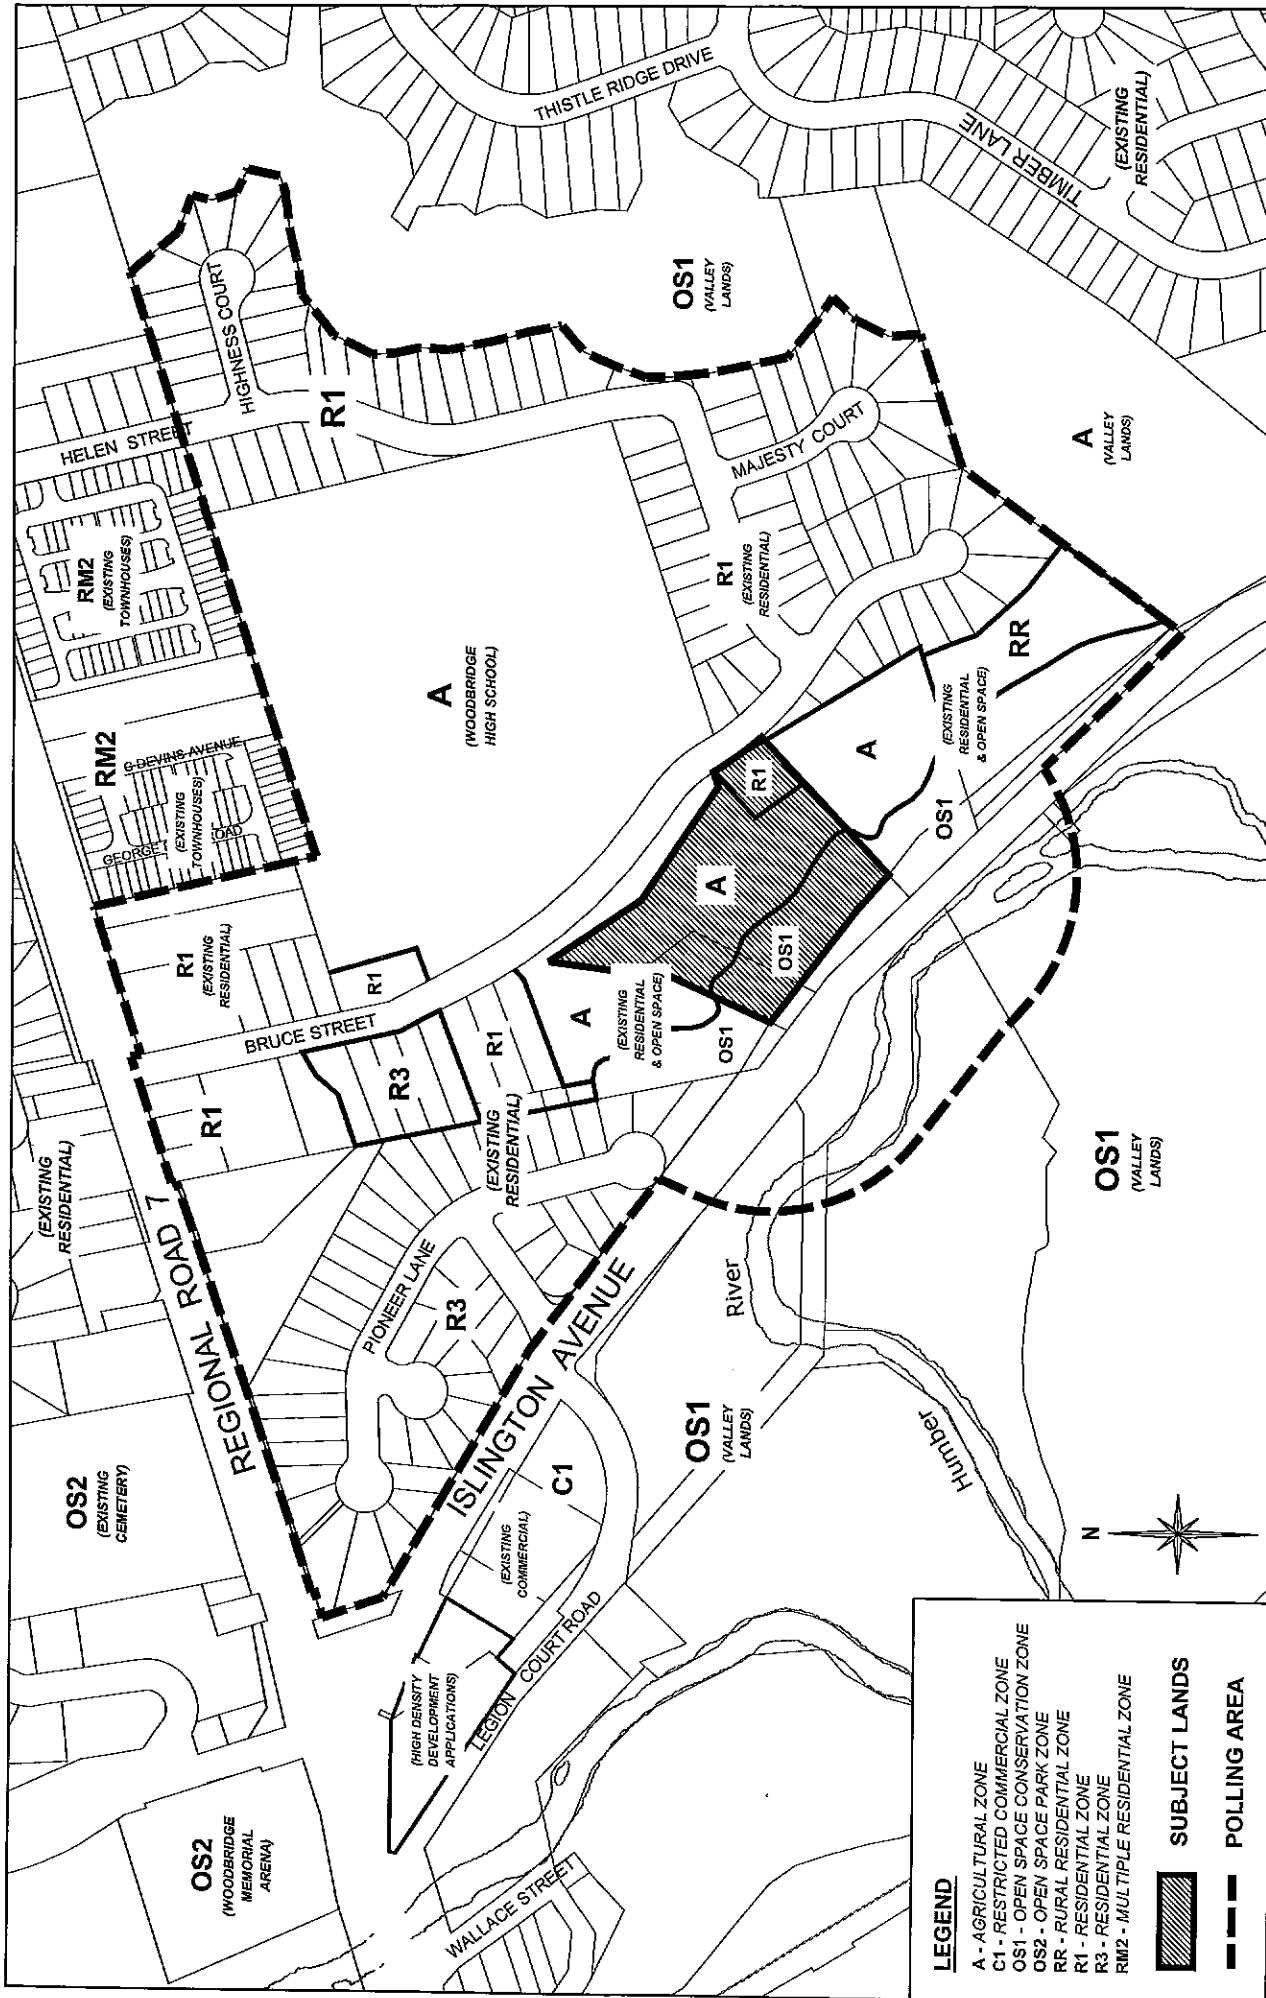 OS2
(WOODBRIDGE
MEMORIAL
ARENA)
OS2
(EXISTING
CEMETERY)
(EXISTING
RESIDENTIAL)
REGIONAL ROAD 7
R1
R1
(EXISTING
RESIDENTIAL)
RM2
G DEVINS AVENUE
GEORGE
OAD
(EXISTING
TOWNHOUSES)
RM2
(EXISTING
TOWNHOUSES)
HELEN STREET
HIGHNESS COURT
R1
THISTLE RIDGE DRIVE
TIMBER LANE
(EXISTING
RESIDENTIAL)
OS1
(VALLEY
LANDS)
A
(WOODBRIDGE
HIGH SCHOOL)
BRUCE STREET
R1
R3
R1
(EXISTING
RESIDENTIAL)
PIONEER LANE
R3
ISLINGTON AVENUE
C1
(EXISTING
COMMERCIAL)
(HIGH DENSITY
DEVELOPMENT
APPLICATIONS)
LEGION COURT ROAD
WALLACE STREET
A
(EXISTING
RESIDENTIAL
& OPEN SPACE)
OS1
A
OS1
R1
R1
(EXISTING
RESIDENTIAL)
MAJESTY COURT
A
(EXISTING
RESIDENTIAL
& OPEN SPACE)
RR
OS1
A
(VALLEY
LANDS)
OS1
(VALLEY
LANDS)
Humber
River
OS1
(VALLEY
LANDS)
N
LEGEND
A - AGRICULTURAL ZONE
C1 - RESTRICTED COMMERCIAL ZONE
OS1 - OPEN SPACE CONSERVATION ZONE
OS2 - OPEN SPACE PARK ZONE
RR - RURAL RESIDENTIAL ZONE
R1 - RESIDENTIAL ZONE
R3 - RESIDENTIAL ZONE
RM2 - MULTIPLE RESIDENTIAL ZONE
SUBJECT LANDS
POLLING AREA